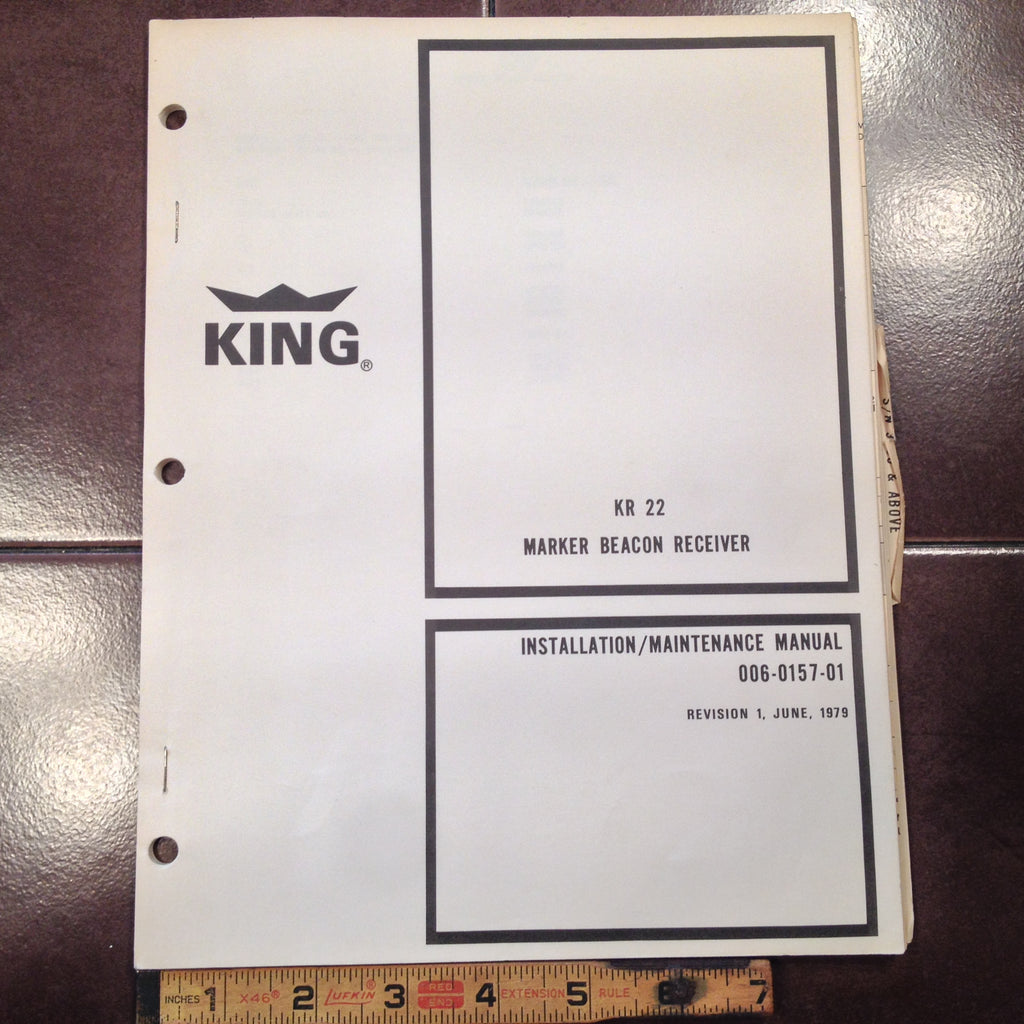 KING®
KR 22
MARKER BEACON RECEIVER
INSTALLATION/MAINTENANCE MANUAL
006-0157-01
REVISION 1, JUNE, 1979
& ABOVE
INCHES 1 X46® 2 LUFKIN® 3 RED END 4 EXTENSION 5 RULE 6 7